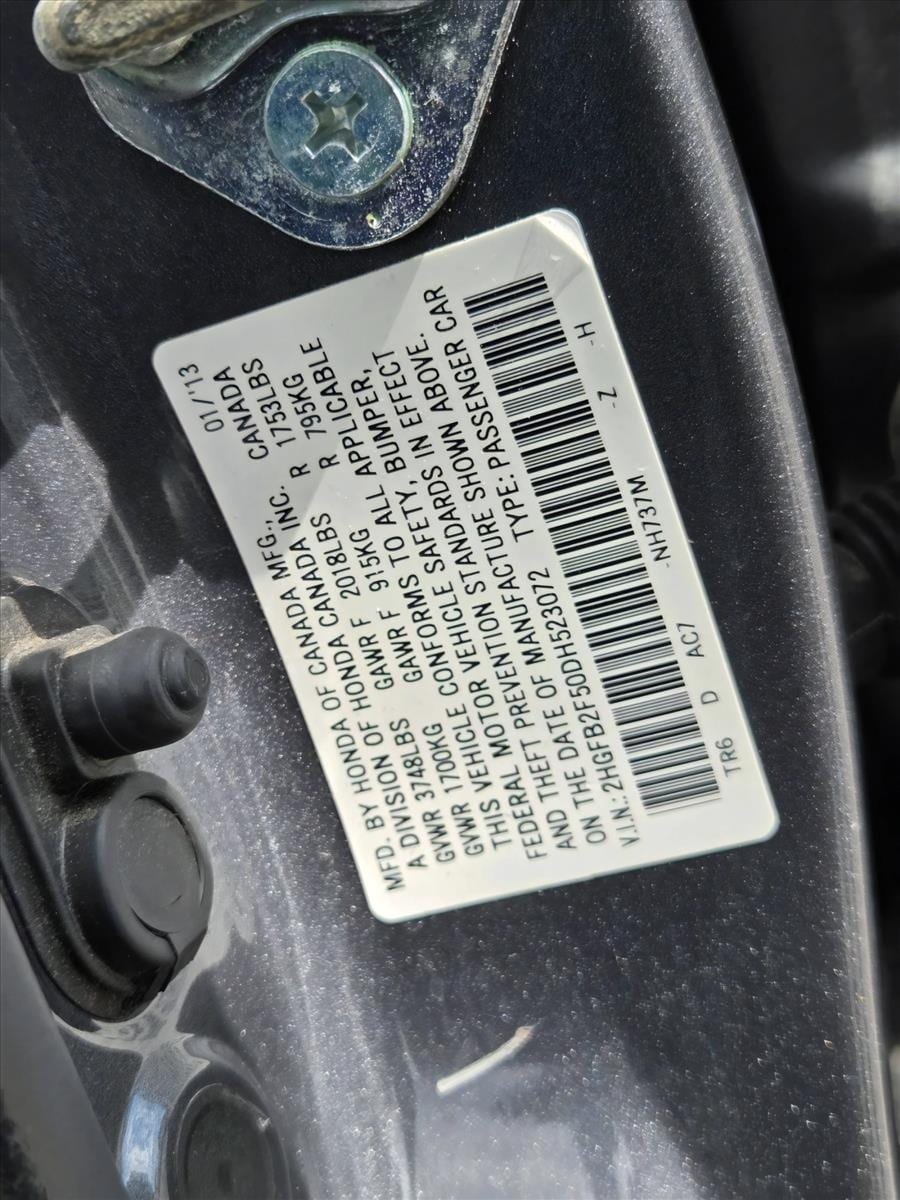 MFD. BY HONDA OF CANADA MFG., 01/'13
A DIVISION OF HONDA CANADA INC. CANADA
GVWR 3748LBS GAWR F 2018LBS R 1753LBS
GVWR 1700KG GAWR F 915KG R 795KG
THIS VEHICLE CONFORMS TO ALL APPLICABLE
FEDERAL MOTOR VEHICLE SAFETY, BUMPER,
AND THEFT PREVENTION STANDARDS IN EFFECT
ON THE DATE OF MANUFACTURE SHOWN ABOVE.
V.I.N.: 2HGFB2F50DH523072 TYPE: PASSENGER CAR
TR6 D AC7 -NH737M -Z -H